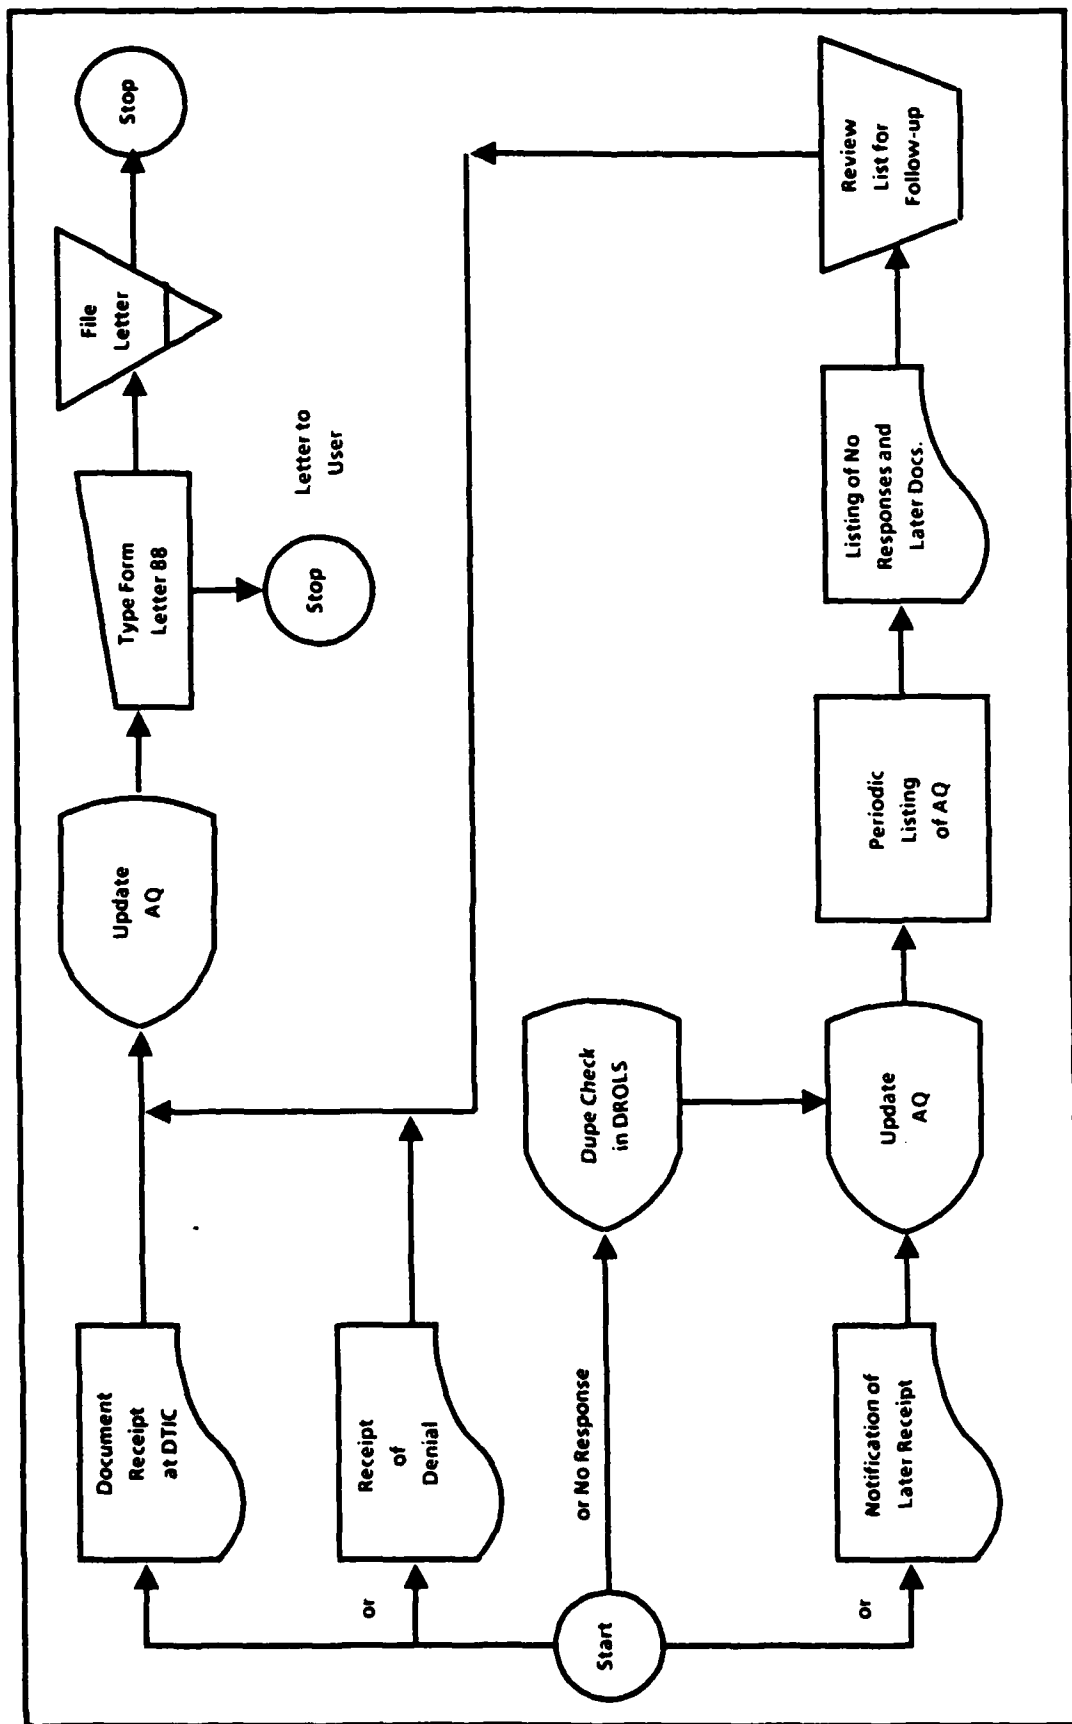 Start
or
or
or No Response
Document
Receipt
at DTIC
Receipt
of
Denial
Notification of
Later Receipt
Dupe Check
in DROLS
Update
AQ
Update
AQ
Periodic
Listing
of AQ
Type Form
Letter 88
Stop
Letter to
User
Listing of No
Responses and
Later Docs.
File
Letter
Review
List for
Follow-up
Stop